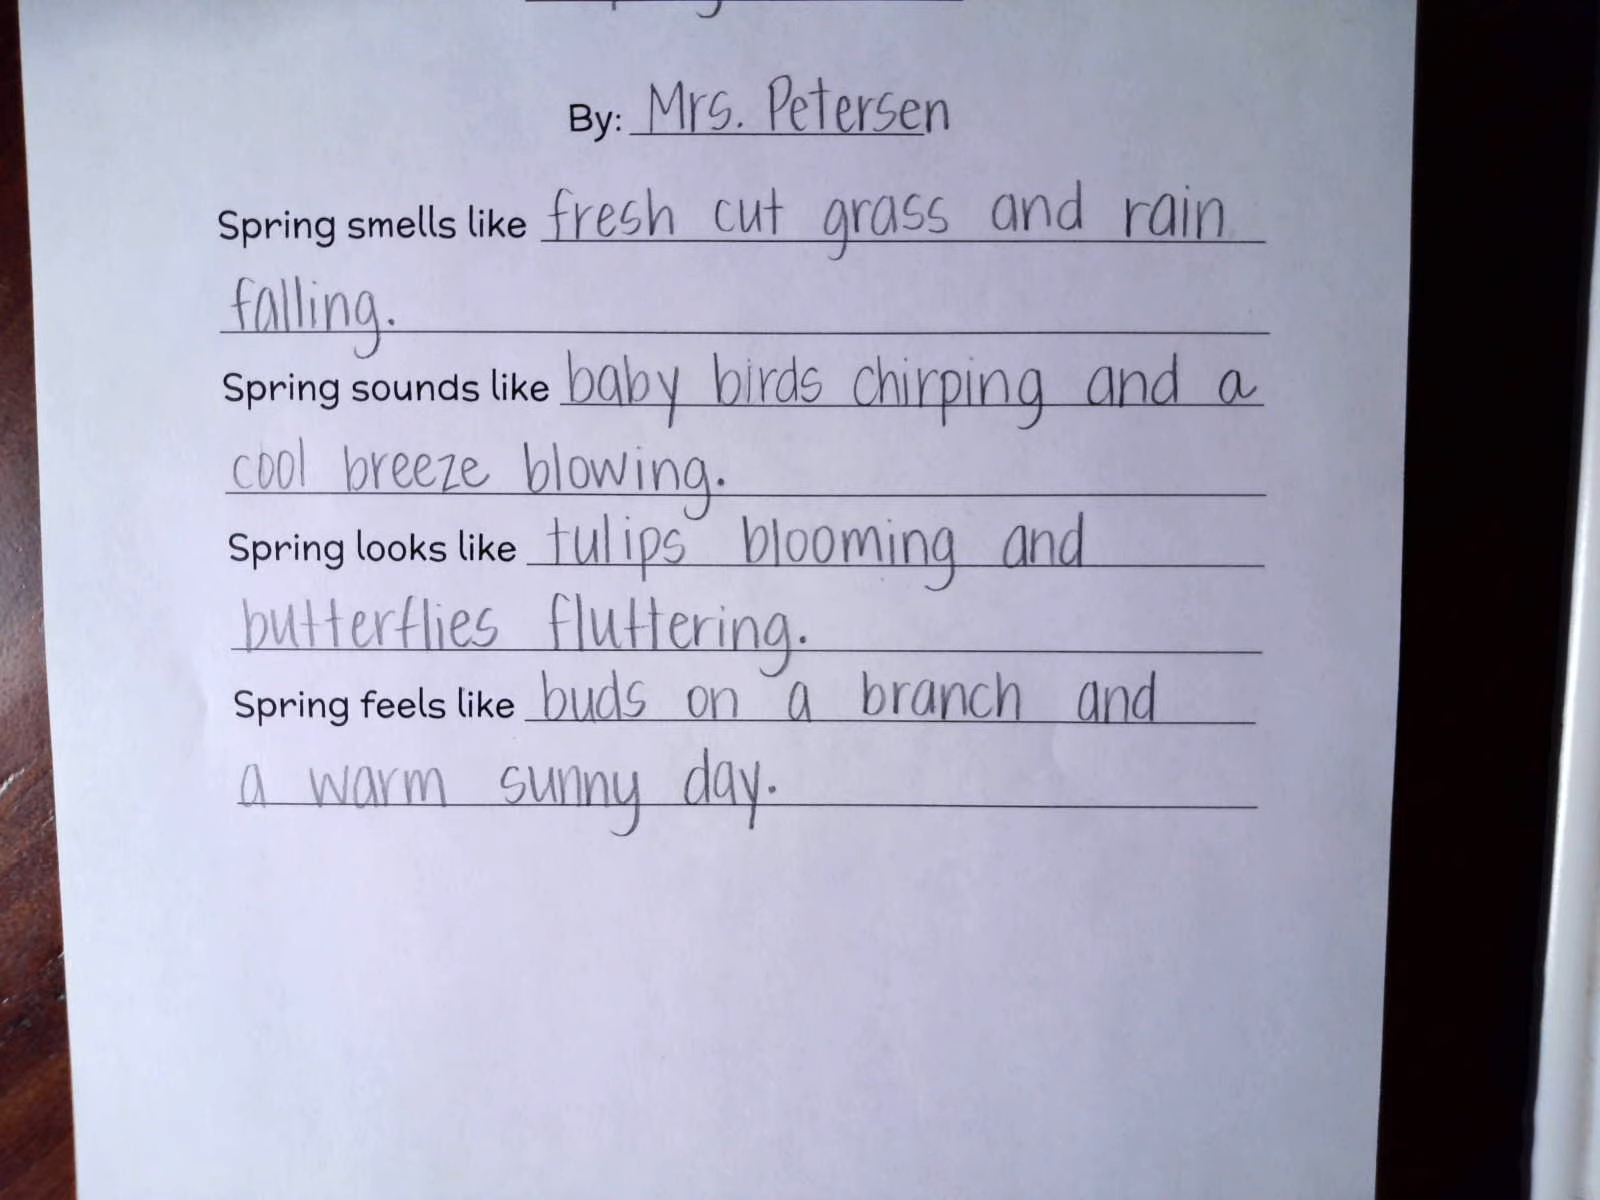 By: Mrs. Petersen
Spring smells like fresh cut grass and rain
falling.
Spring sounds like baby birds chirping and a
cool breeze blowing.
Spring looks like tulips blooming and
butterflies fluttering.
Spring feels like buds on a branch and
a warm sunny day.